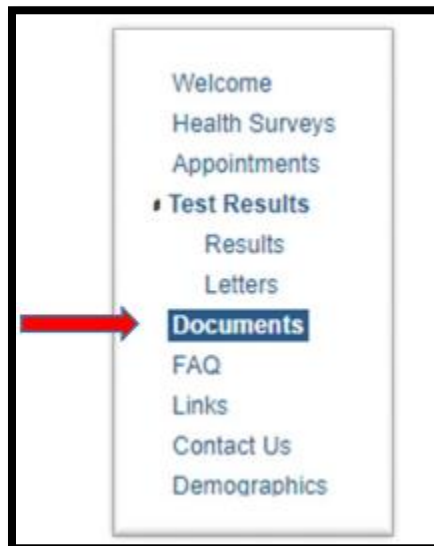 Welcome
Health Surveys
Appointments
Test Results
Results
Letters
Documents
FAQ
Links
Contact Us
Demographics